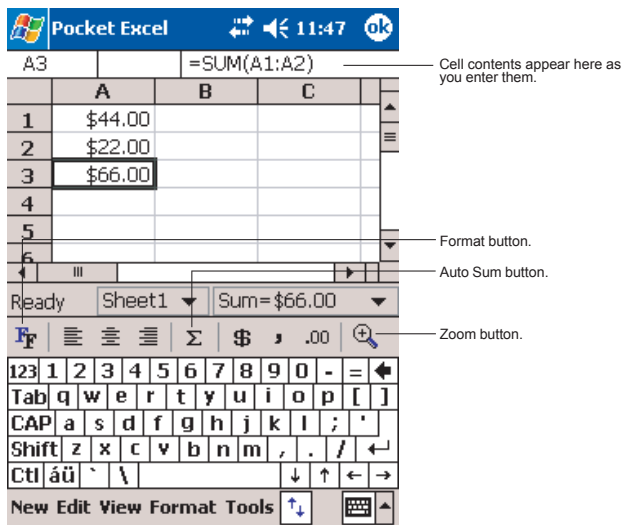 Pocket Excel 11:47 ok
A3 =SUM(A1:A2)
Cell contents appear here as
you enter them.
A B C
1 $44.00
2 $22.00
3 $66.00
4
5
6
Format button.
Auto Sum button.
Ready Sheet1 Sum=$66.00
Zoom button.
FF Σ $ , .00
123 1 2 3 4 5 6 7 8 9 0 - =
Tab q w e r t y u i o p [ ]
CAP a s d f g h j k l ; '
Shift z x c v b n m , . /
Ctl áü ` \ ↓ ↑ ← →
New Edit View Format Tools